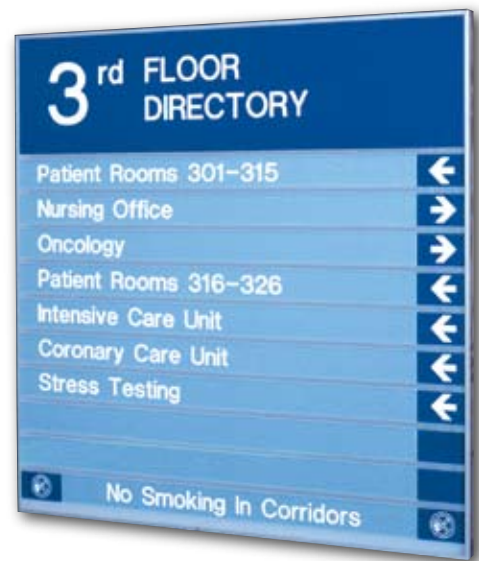 3rd FLOOR
DIRECTORY
Patient Rooms 301-315 ←
Nursing Office →
Oncology →
Patient Rooms 316-326 ←
Intensive Care Unit ←
Coronary Care Unit ←
Stress Testing ←
No Smoking In Corridors